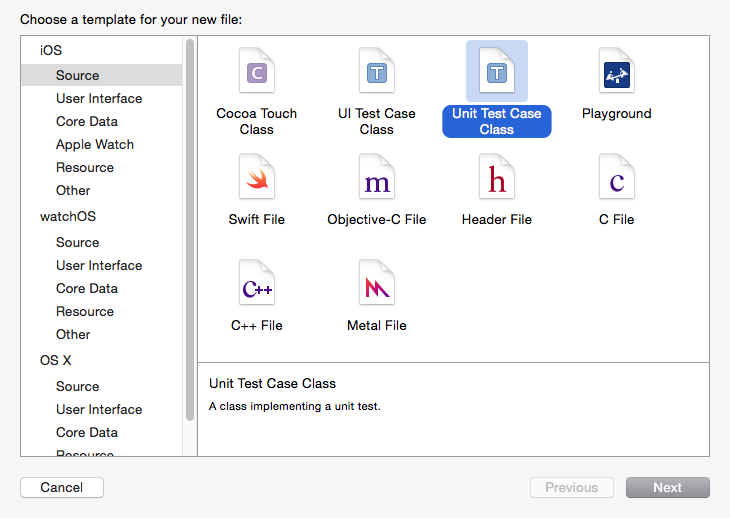 Choose a template for your new file:
iOS
Source
User Interface
Core Data
Apple Watch
Resource
Other
watchOS
Source
User Interface
Core Data
Resource
Other
OS X
Source
User Interface
Core Data
Resource
C
Cocoa Touch
Class
T
UI Test Case
Class
T
Unit Test Case
Class
Playground
Swift File
m
Objective-C File
h
Header File
c
C File
C++
C++ File
Metal File
Unit Test Case Class
A class implementing a unit test.
Cancel
Previous
Next